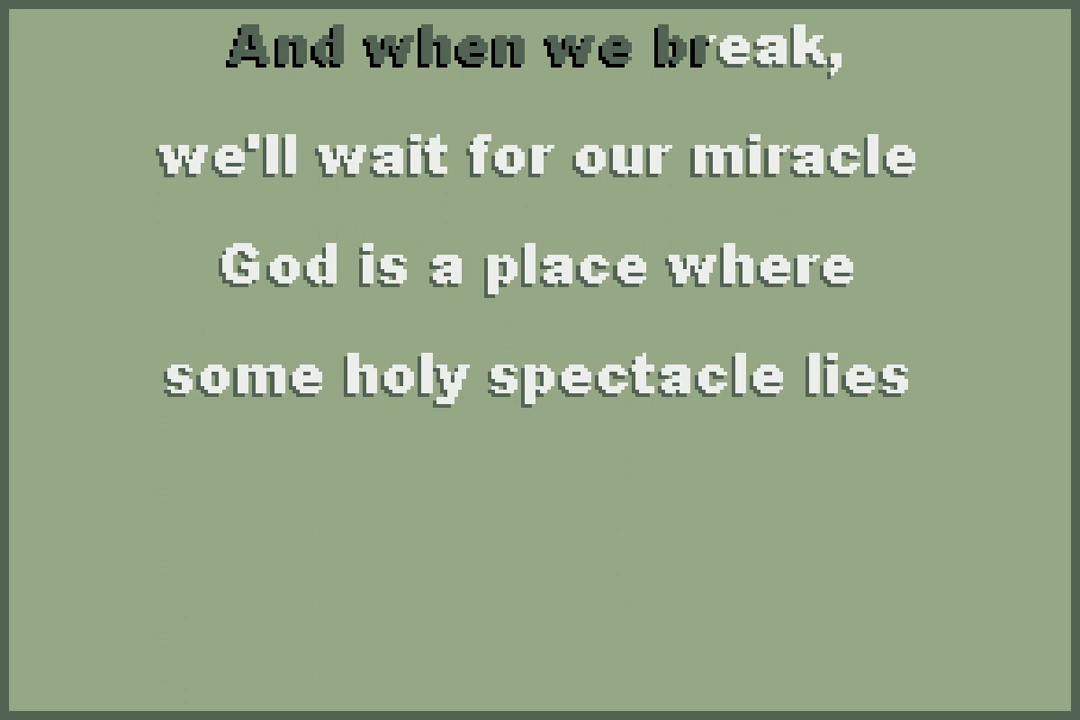 And when we break,
we'll wait for our miracle
God is a place where
some holy spectacle lies